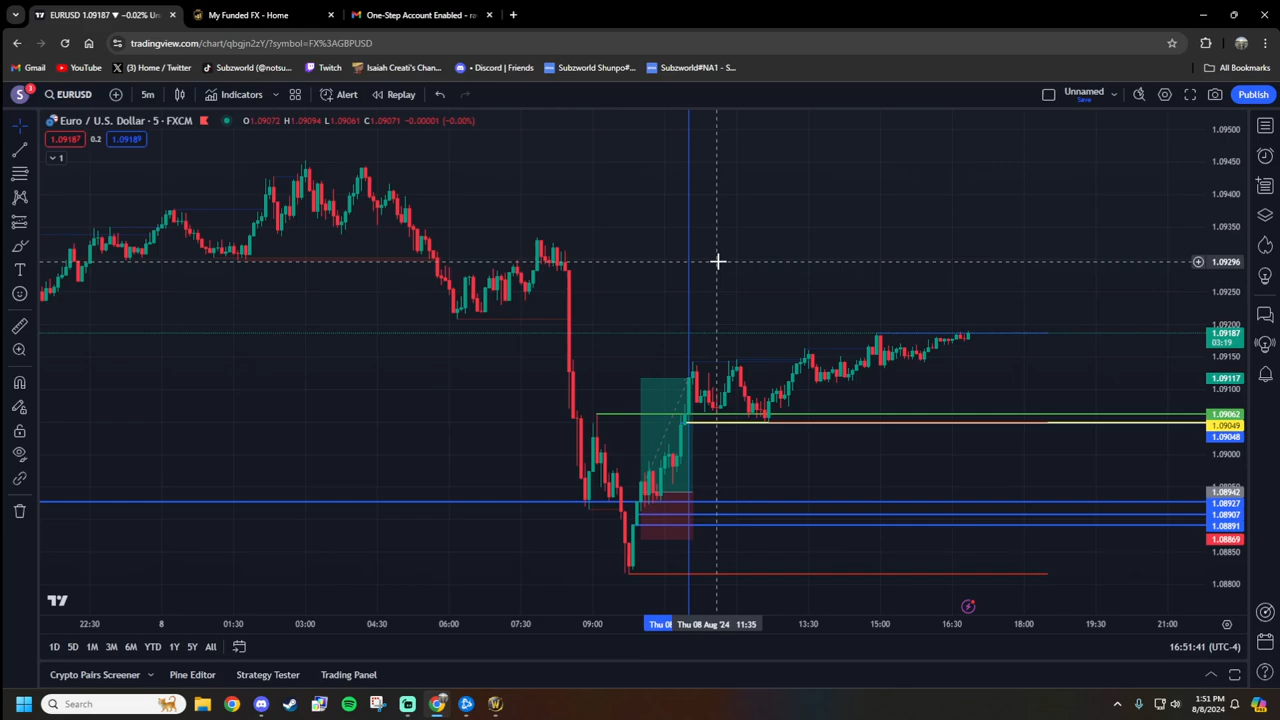 EURUSD 1.09187 ▼ −0.02% Un
My Funded FX - Home
One-Step Account Enabled - ra
tradingview.com/chart/qbgjn2zY/?symbol=FX%3AGBPUSD
Gmail
YouTube
(3) Home / Twitter
Subzworld (@notsu...
Twitch
Isaiah Creati's Chan...
• Discord | Friends
Subzworld Shunpo#...
Subzworld#NA1 - S...
All Bookmarks
S
3
EURUSD
5m
Indicators
Alert
Replay
Unnamed
Save
Publish
Euro / U.S. Dollar · 5 · FXCM
O1.09072 H1.09094 L1.09061 C1.09071 −0.00001 (−0.00%)
1.09187
0.2
1.09189
1
1.09500
1.09450
1.09400
1.09350
1.09296
1.09250
1.09200
1.09187
03:19
1.09150
1.09117
1.09100
1.09062
1.09049
1.09048
1.09000
1.08942
1.08927
1.08907
1.08891
1.08869
1.08850
1.08800
22:30
8
01:30
03:00
04:30
06:00
07:30
09:00
Thu 08
Thu 08 Aug '24 11:35
13:30
15:00
16:30
18:00
19:30
21:00
1D
5D
1M
3M
6M
YTD
1Y
5Y
All
16:51:41 (UTC-4)
Crypto Pairs Screener
Pine Editor
Strategy Tester
Trading Panel
Search
1:51 PM
8/8/2024